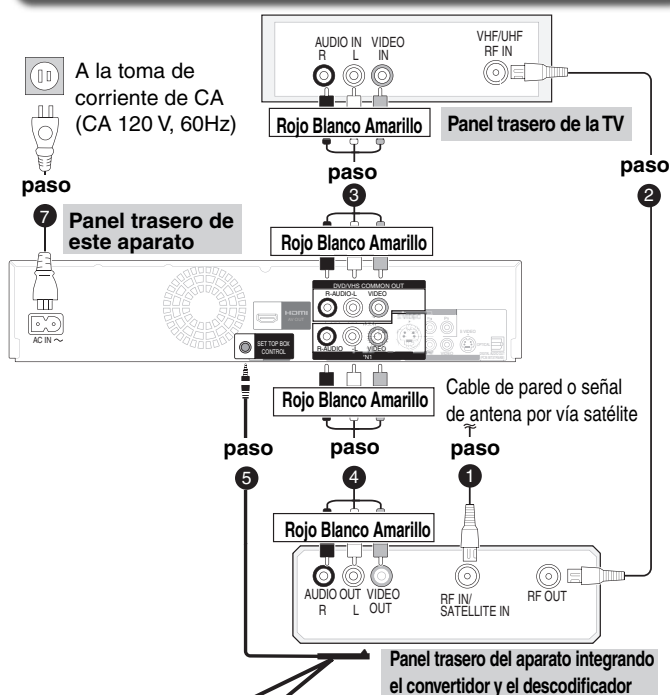 AUDIO IN VIDEO
R L IN
VHF/UHF
RF IN
A la toma de
corriente de CA
(CA 120 V, 60Hz)
Rojo Blanco Amarillo
Panel trasero de la TV
paso
3
paso
2
paso
7
Panel trasero de
este aparato
Rojo Blanco Amarillo
DVD/VHS COMMON OUT
R-AUDIO-L VIDEO
HDMI
AC IN ~
SET TOP BOX
CONTROL
R-AUDIO -L VIDEO
IN1
S VIDEO
Rojo Blanco Amarillo
Cable de pared o señal
de antena por vía satélite
paso
5
paso
4
paso
1
Rojo Blanco Amarillo
AUDIO OUT VIDEO
R L OUT
RF IN/
SATELLITE IN
RF OUT
Panel trasero del aparato integrando
el convertidor y el descodificador